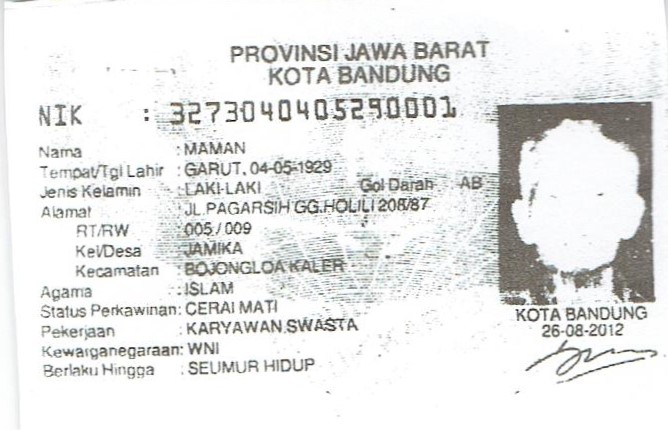 PROVINSI JAWA BARAT
KOTA BANDUNG
NIK : 3273040405290001
Nama : MAMAN
Tempat/Tgl Lahir : GARUT, 04-05-1929
Jenis Kelamin : LAKI-LAKI Gol Darah AB
Alamat : JL.PAGARSIH GG.HOLILI 208/87
RT/RW : 005 / 009
Kel/Desa : JAMIKA
Kecamatan : BOJONGLOA KALER
Agama : ISLAM
Status Perkawinan: CERAI MATI
Pekerjaan : KARYAWAN SWASTA
Kewarganegaraan: WNI
Berlaku Hingga : SEUMUR HIDUP
KOTA BANDUNG
26-08-2012